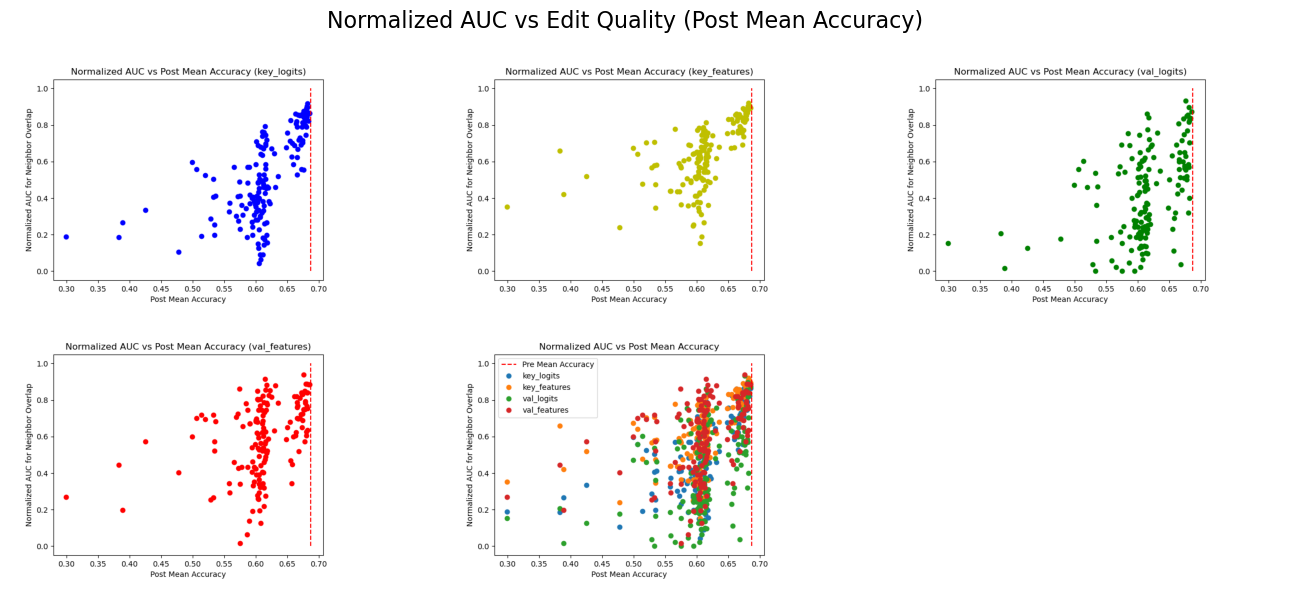 Normalized AUC vs Edit Quality (Post Mean Accuracy)
Normalized AUC vs Post Mean Accuracy (key_logits)
Normalized AUC for Neighbor Overlap
1.0
0.8
0.6
0.4
0.2
0.0
0.30 0.35 0.40 0.45 0.50 0.55 0.60 0.65 0.70
Post Mean Accuracy
Normalized AUC vs Post Mean Accuracy (key_features)
Normalized AUC for Neighbor Overlap
1.0
0.8
0.6
0.4
0.2
0.0
0.30 0.35 0.40 0.45 0.50 0.55 0.60 0.65 0.70
Post Mean Accuracy
Normalized AUC vs Post Mean Accuracy (val_logits)
Normalized AUC for Neighbor Overlap
1.0
0.8
0.6
0.4
0.2
0.0
0.30 0.35 0.40 0.45 0.50 0.55 0.60 0.65 0.70
Post Mean Accuracy
Normalized AUC vs Post Mean Accuracy (val_features)
Normalized AUC for Neighbor Overlap
1.0
0.8
0.6
0.4
0.2
0.0
0.30 0.35 0.40 0.45 0.50 0.55 0.60 0.65 0.70
Post Mean Accuracy
Normalized AUC vs Post Mean Accuracy
Normalized AUC for Neighbor Overlap
1.0
0.8
0.6
0.4
0.2
0.0
Pre Mean Accuracy
key_logits
key_features
val_logits
val_features
0.30 0.35 0.40 0.45 0.50 0.55 0.60 0.65 0.70
Post Mean Accuracy